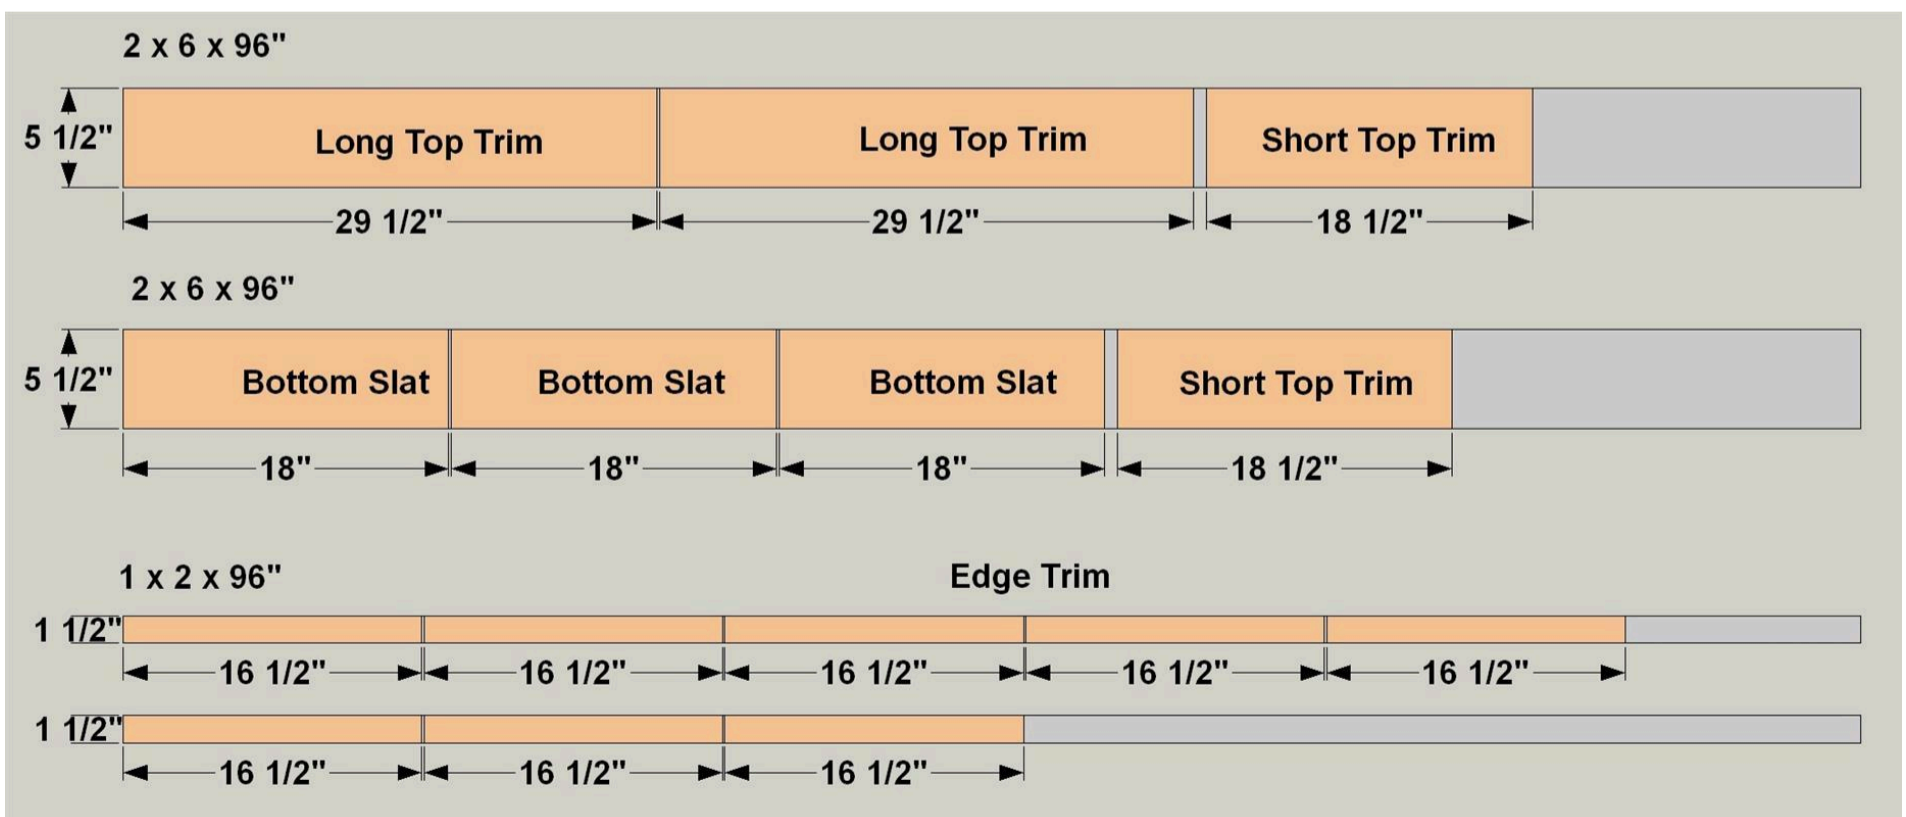 2 x 6 x 96"
5 1/2" Long Top Trim Long Top Trim Short Top Trim
29 1/2" 29 1/2" 18 1/2"
2 x 6 x 96"
5 1/2" Bottom Slat Bottom Slat Bottom Slat Short Top Trim
18" 18" 18" 18 1/2"
1 x 2 x 96" Edge Trim
1 1/2"
16 1/2" 16 1/2" 16 1/2" 16 1/2" 16 1/2"
1 1/2"
16 1/2" 16 1/2" 16 1/2"